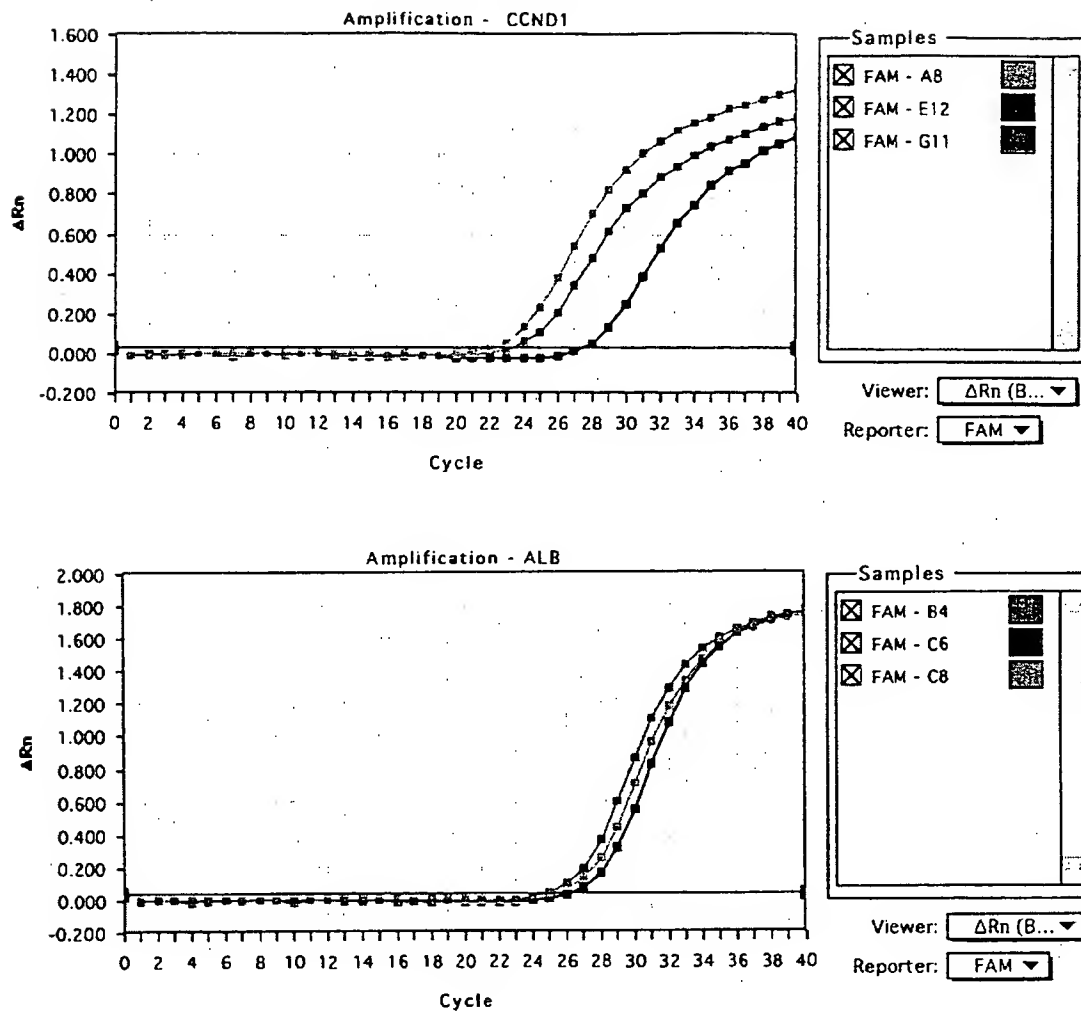 Amplification - CCND1
1.600
1.400
1.200
1.000
0.800
0.600
0.400
0.200
0.000
-0.200
ΔRn
0 2 4 6 8 10 12 14 16 18 20 22 24 26 28 30 32 34 36 38 40
Cycle
Samples
FAM - A8
FAM - E12
FAM - G11
Viewer: ΔRn (B... ▼
Reporter: FAM ▼
Amplification - ALB
2.000
1.800
1.600
1.400
1.200
1.000
0.800
0.600
0.400
0.200
0.000
-0.200
ΔRn
0 2 4 6 8 10 12 14 16 18 20 22 24 26 28 30 32 34 36 38 40
Cycle
Samples
FAM - B4
FAM - C6
FAM - C8
Viewer: ΔRn (B... ▼
Reporter: FAM ▼